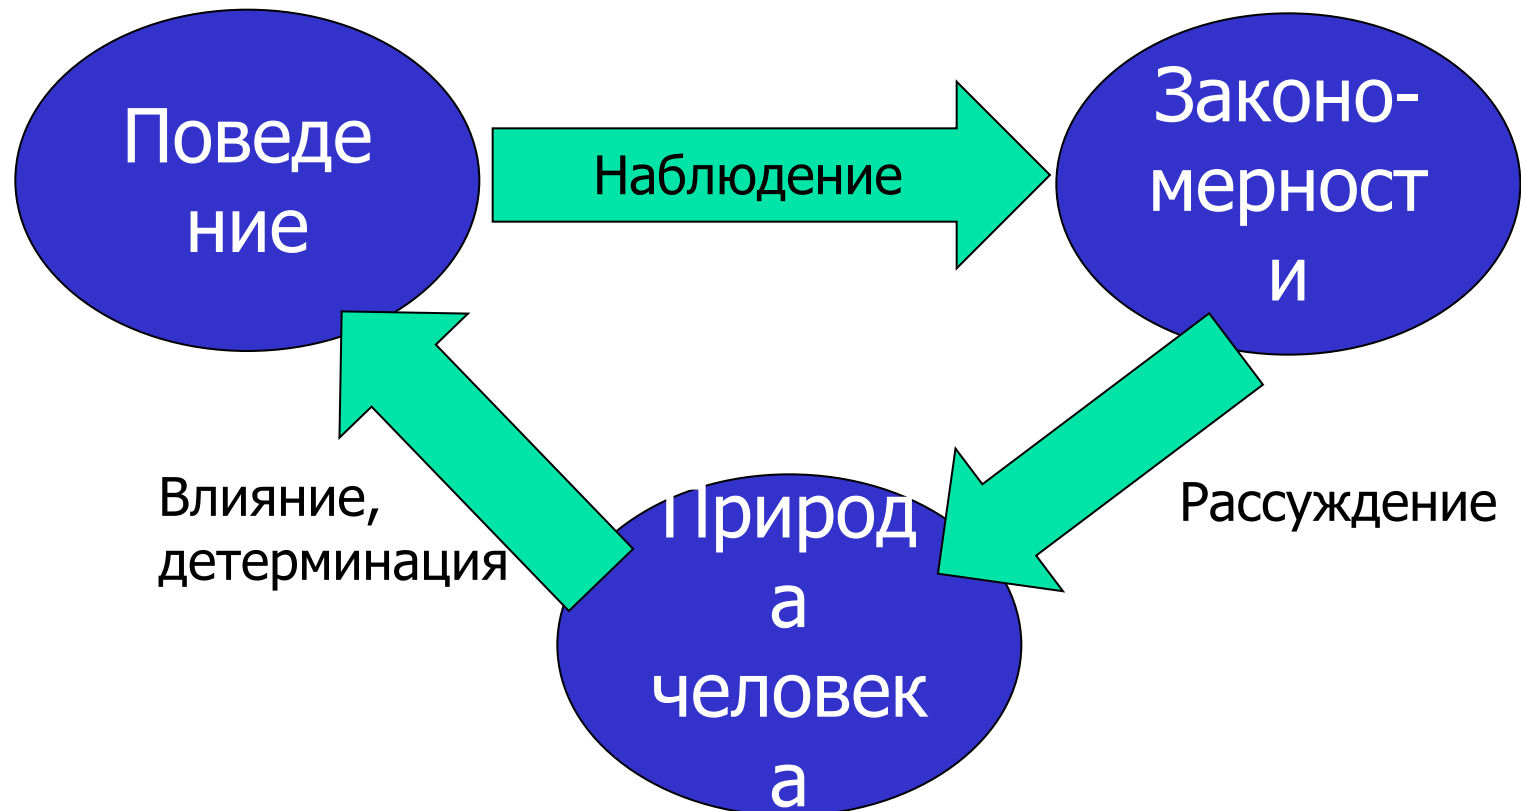 Поведе
ние
Наблюдение
Законо-
мерност
и
Влияние,
детерминация
Рассуждение
Природ
а
человек
а